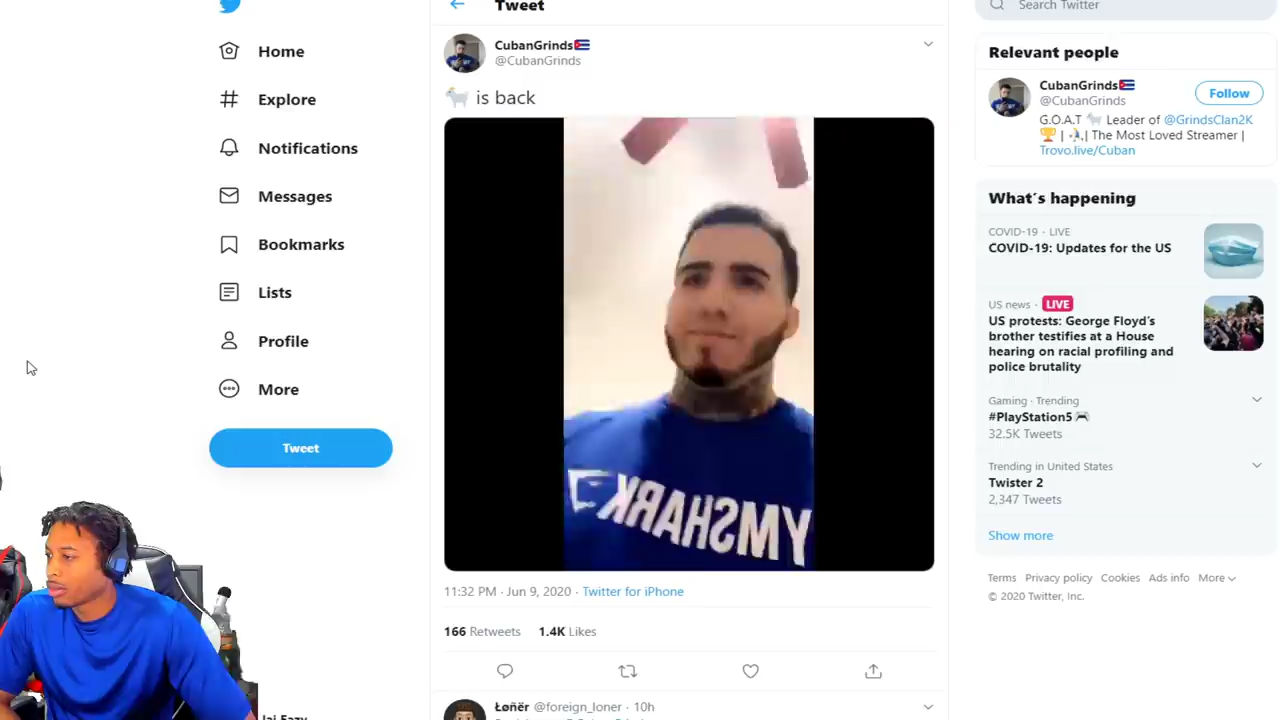 Home
Explore
Notifications
Messages
Bookmarks
Lists
Profile
More
Tweet
Tweet
CubanGrinds🇨🇺
@CubanGrinds
🐐 is back
YMSHARK
11:32 PM · Jun 9, 2020 · Twitter for iPhone
166 Retweets 1.4K Likes
Łøñër @foreign_loner · 10h
Search Twitter
Relevant people
CubanGrinds🇨🇺
@CubanGrinds
Follow
G.O.A.T 🐐 Leader of @GrindsClan2K
🏆 | 🏃 | The Most Loved Streamer |
Trovo.live/Cuban
What's happening
COVID-19 · LIVE
COVID-19: Updates for the US
US news · LIVE
US protests: George Floyd's
brother testifies at a House
hearing on racial profiling and
police brutality
Gaming · Trending
#PlayStation5 🎮
32.5K Tweets
Trending in United States
Twister 2
2,347 Tweets
Show more
Terms Privacy policy Cookies Ads info More
© 2020 Twitter, Inc.